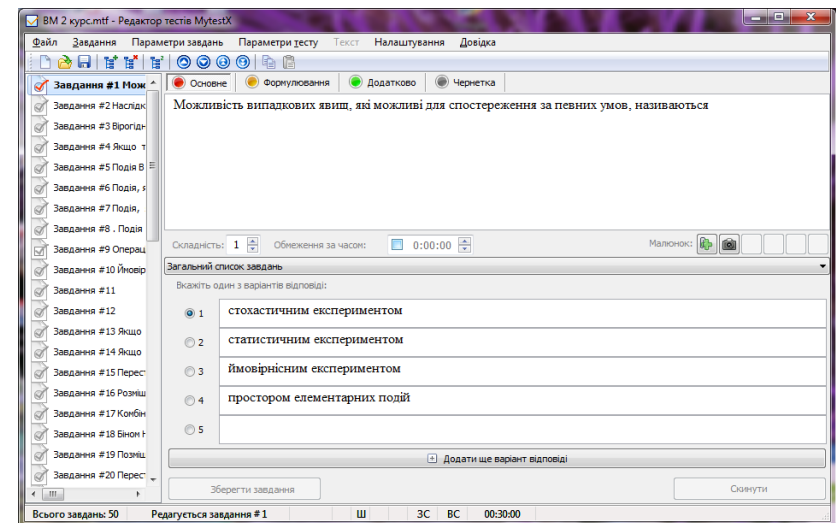 ВМ 2 курс.mtf - Редактор тестів MytestX
Файл Завдання Параметри завдань Параметри тесту Текст Налаштування Довідка
Основне Формулювання Додатково Чернетка
Завдання #1 Мож
Завдання #2 Наслідк
Завдання #3 Вірогідн
Завдання #4 Якщо т
Завдання #5 Подія В
Завдання #6 Подія, я
Завдання #7 Подія,
Завдання #8 . Подія
Завдання #9 Операц
Завдання #10 Ймовір
Завдання #11
Завдання #12
Завдання #13 Якщо
Завдання #14 Якщо
Завдання #15 Перест
Завдання #16 Розміщ
Завдання #17 Комбін
Завдання #18 Біном Н
Завдання #19 Позміщ
Завдання #20 Перест
Можливість випадкових явищ, які можливі для спостереження за певних умов, називаються
Складність: 1 Обмеження за часом: 0:00:00 Малюнок:
Загальний список завдань
Вкажіть один з варіантів відповіді:
1 стохастичним експериментом
2 статистичним експериментом
3 ймовірнісним експериментом
4 простором елементарних подій
5
Додати ще варіант відповіді
Зберегти завдання Скинути
Всього завдань: 50 Редагується завдання # 1 Ш ЗС ВС 00:30:00